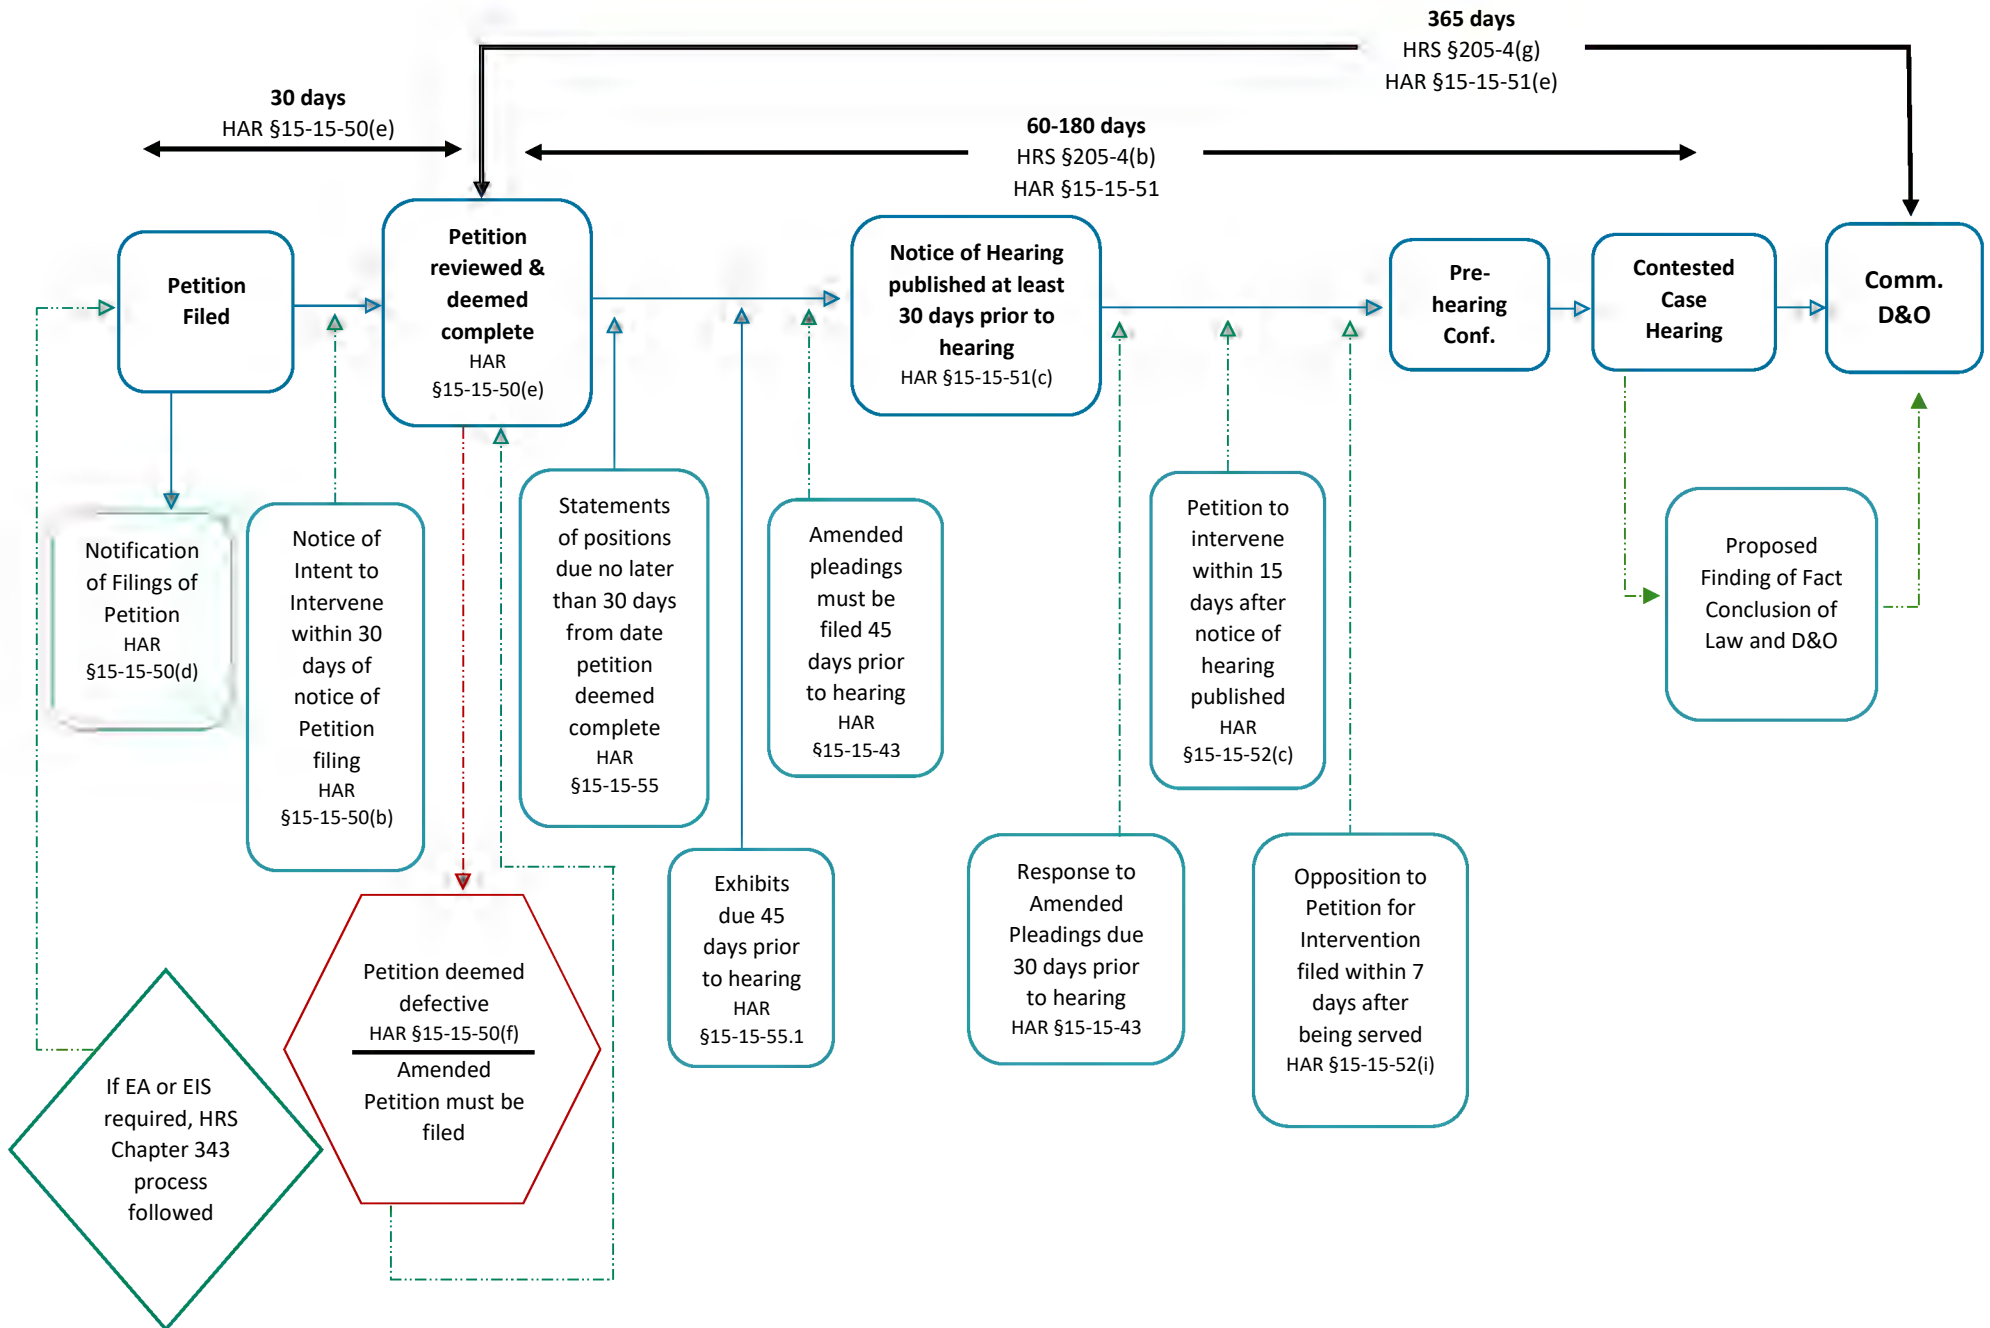 365 days
HRS §205-4(g)
HAR §15-15-51(e)
30 days
HAR §15-15-50(e)
60-180 days
HRS §205-4(b)
HAR §15-15-51
Petition
Filed
Petition
reviewed &
deemed
complete
HAR
§15-15-50(e)
Notice of Hearing
published at least
30 days prior to
hearing
HAR §15-15-51(c)
Pre-
hearing
Conf.
Contested
Case
Hearing
Comm.
D&O
Notification
of Filings of
Petition
HAR
§15-15-50(d)
Notice of
Intent to
Intervene
within 30
days of
notice of
Petition
filing
HAR
§15-15-50(b)
Statements
of positions
due no later
than 30 days
from date
petition
deemed
complete
HAR
§15-15-55
Amended
pleadings
must be
filed 45
days prior
to hearing
HAR
§15-15-43
Petition to
intervene
within 15
days after
notice of
hearing
published
HAR
§15-15-52(c)
Proposed
Finding of Fact
Conclusion of
Law and D&O
Exhibits
due 45
days prior
to hearing
HAR
§15-15-55.1
Response to
Amended
Pleadings due
30 days prior
to hearing
HAR §15-15-43
Opposition to
Petition for
Intervention
filed within 7
days after
being served
HAR §15-15-52(i)
Petition deemed
defective
HAR §15-15-50(f)
Amended
Petition must be
filed
If EA or EIS
required, HRS
Chapter 343
process
followed